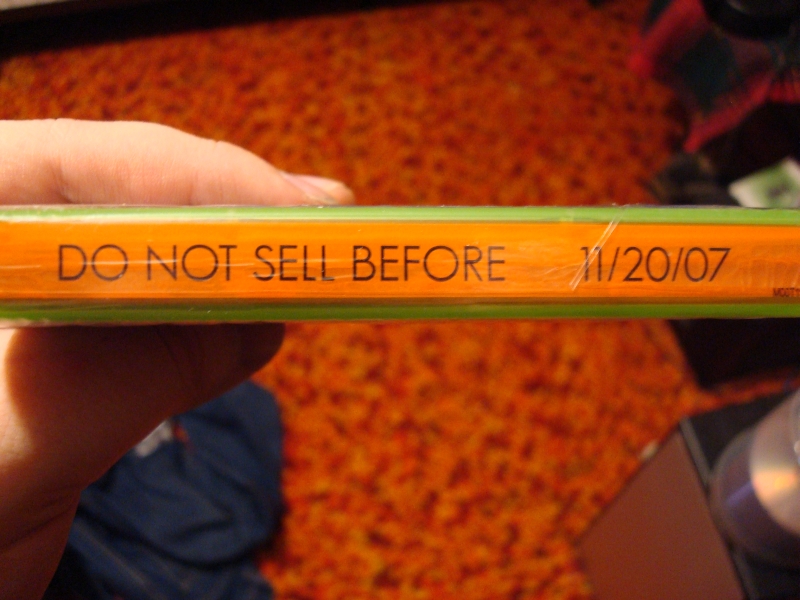 DO NOT SELL BEFORE 11/20/07